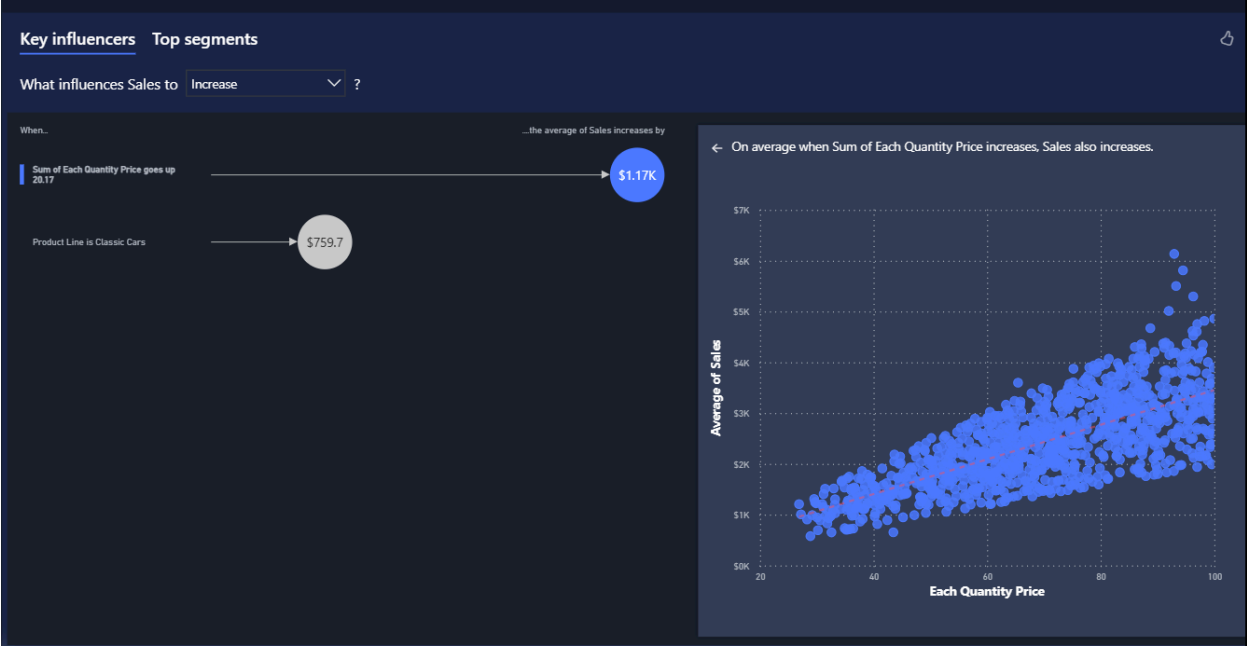 Key influencers Top segments
What influences Sales to Increase ?
When... ...the average of Sales increases by
Sum of Each Quantity Price goes up
20.17
$1.17K
Product Line is Classic Cars
$759.7
On average when Sum of Each Quantity Price increases, Sales also increases.
$7K
$6K
$5K
$4K
$3K
$2K
$1K
$0K
Average of Sales
20 40 60 80 100
Each Quantity Price